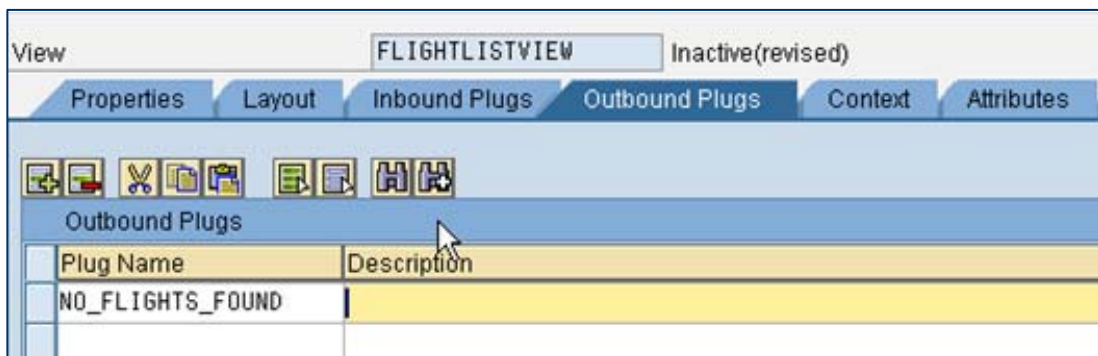 View FLIGHTLISTVIEW Inactive(revised)
Properties Layout Inbound Plugs Outbound Plugs Context Attributes
Outbound Plugs
Plug Name Description
NO_FLIGHTS_FOUND